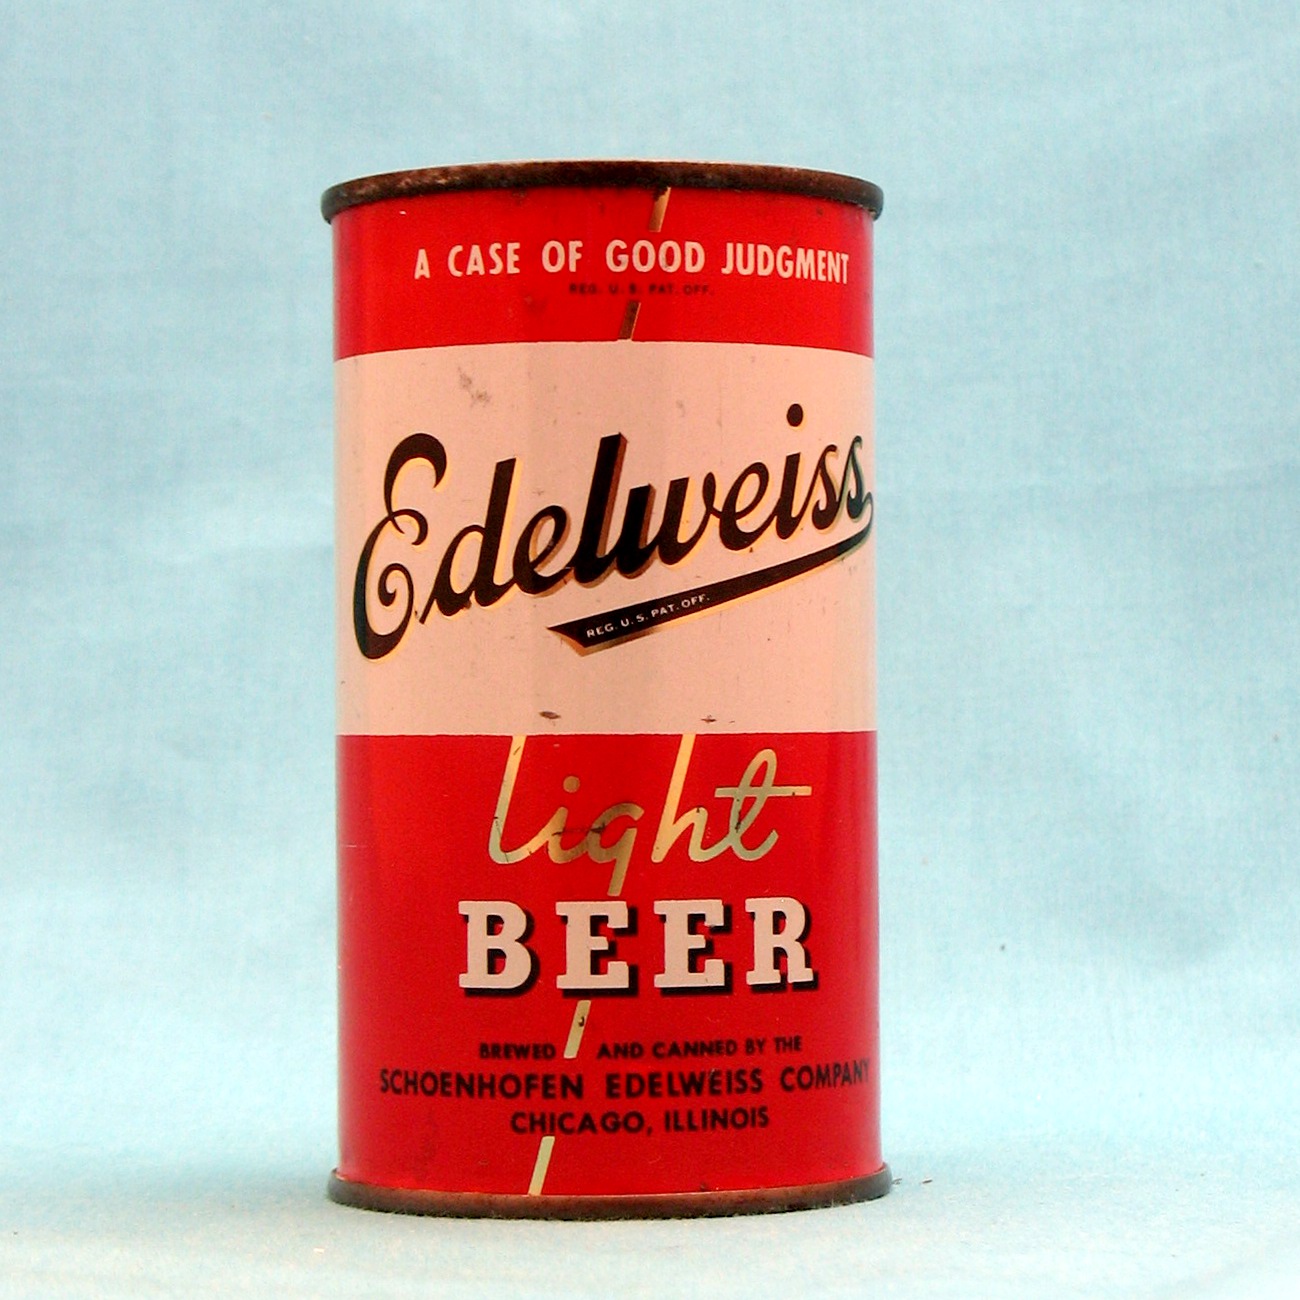 A CASE OF GOOD JUDGMENT
REG. U. S. PAT. OFF.
Edelweiss
REG. U. S. PAT. OFF.
light
BEER
BREWED AND CANNED BY THE
SCHOENHOFEN EDELWEISS COMPANY
CHICAGO, ILLINOIS